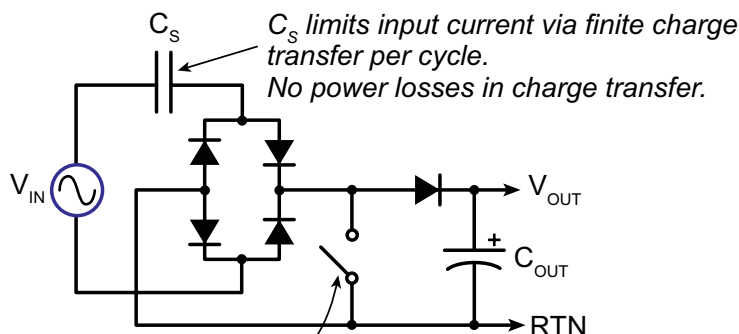 C_S
C_S limits input current via finite charge
transfer per cycle.
No power losses in charge transfer.
V_IN
V_OUT
+
C_OUT
RTN